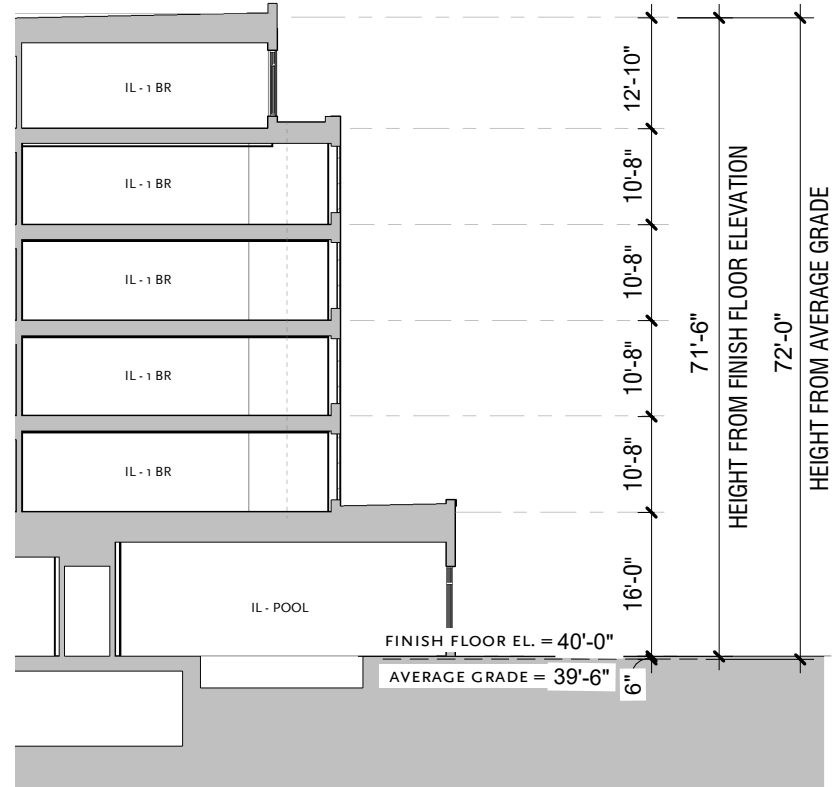 12'-10"
IL - 1 BR
10'-8"
IL - 1 BR
10'-8"
IL - 1 BR
10'-8"
IL - 1 BR
10'-8"
IL - 1 BR
16'-0"
IL - POOL
FINISH FLOOR EL. = 40'-0"
AVERAGE GRADE = 39'-6"
6"
71'-6"
HEIGHT FROM FINISH FLOOR ELEVATION
72'-0"
HEIGHT FROM AVERAGE GRADE